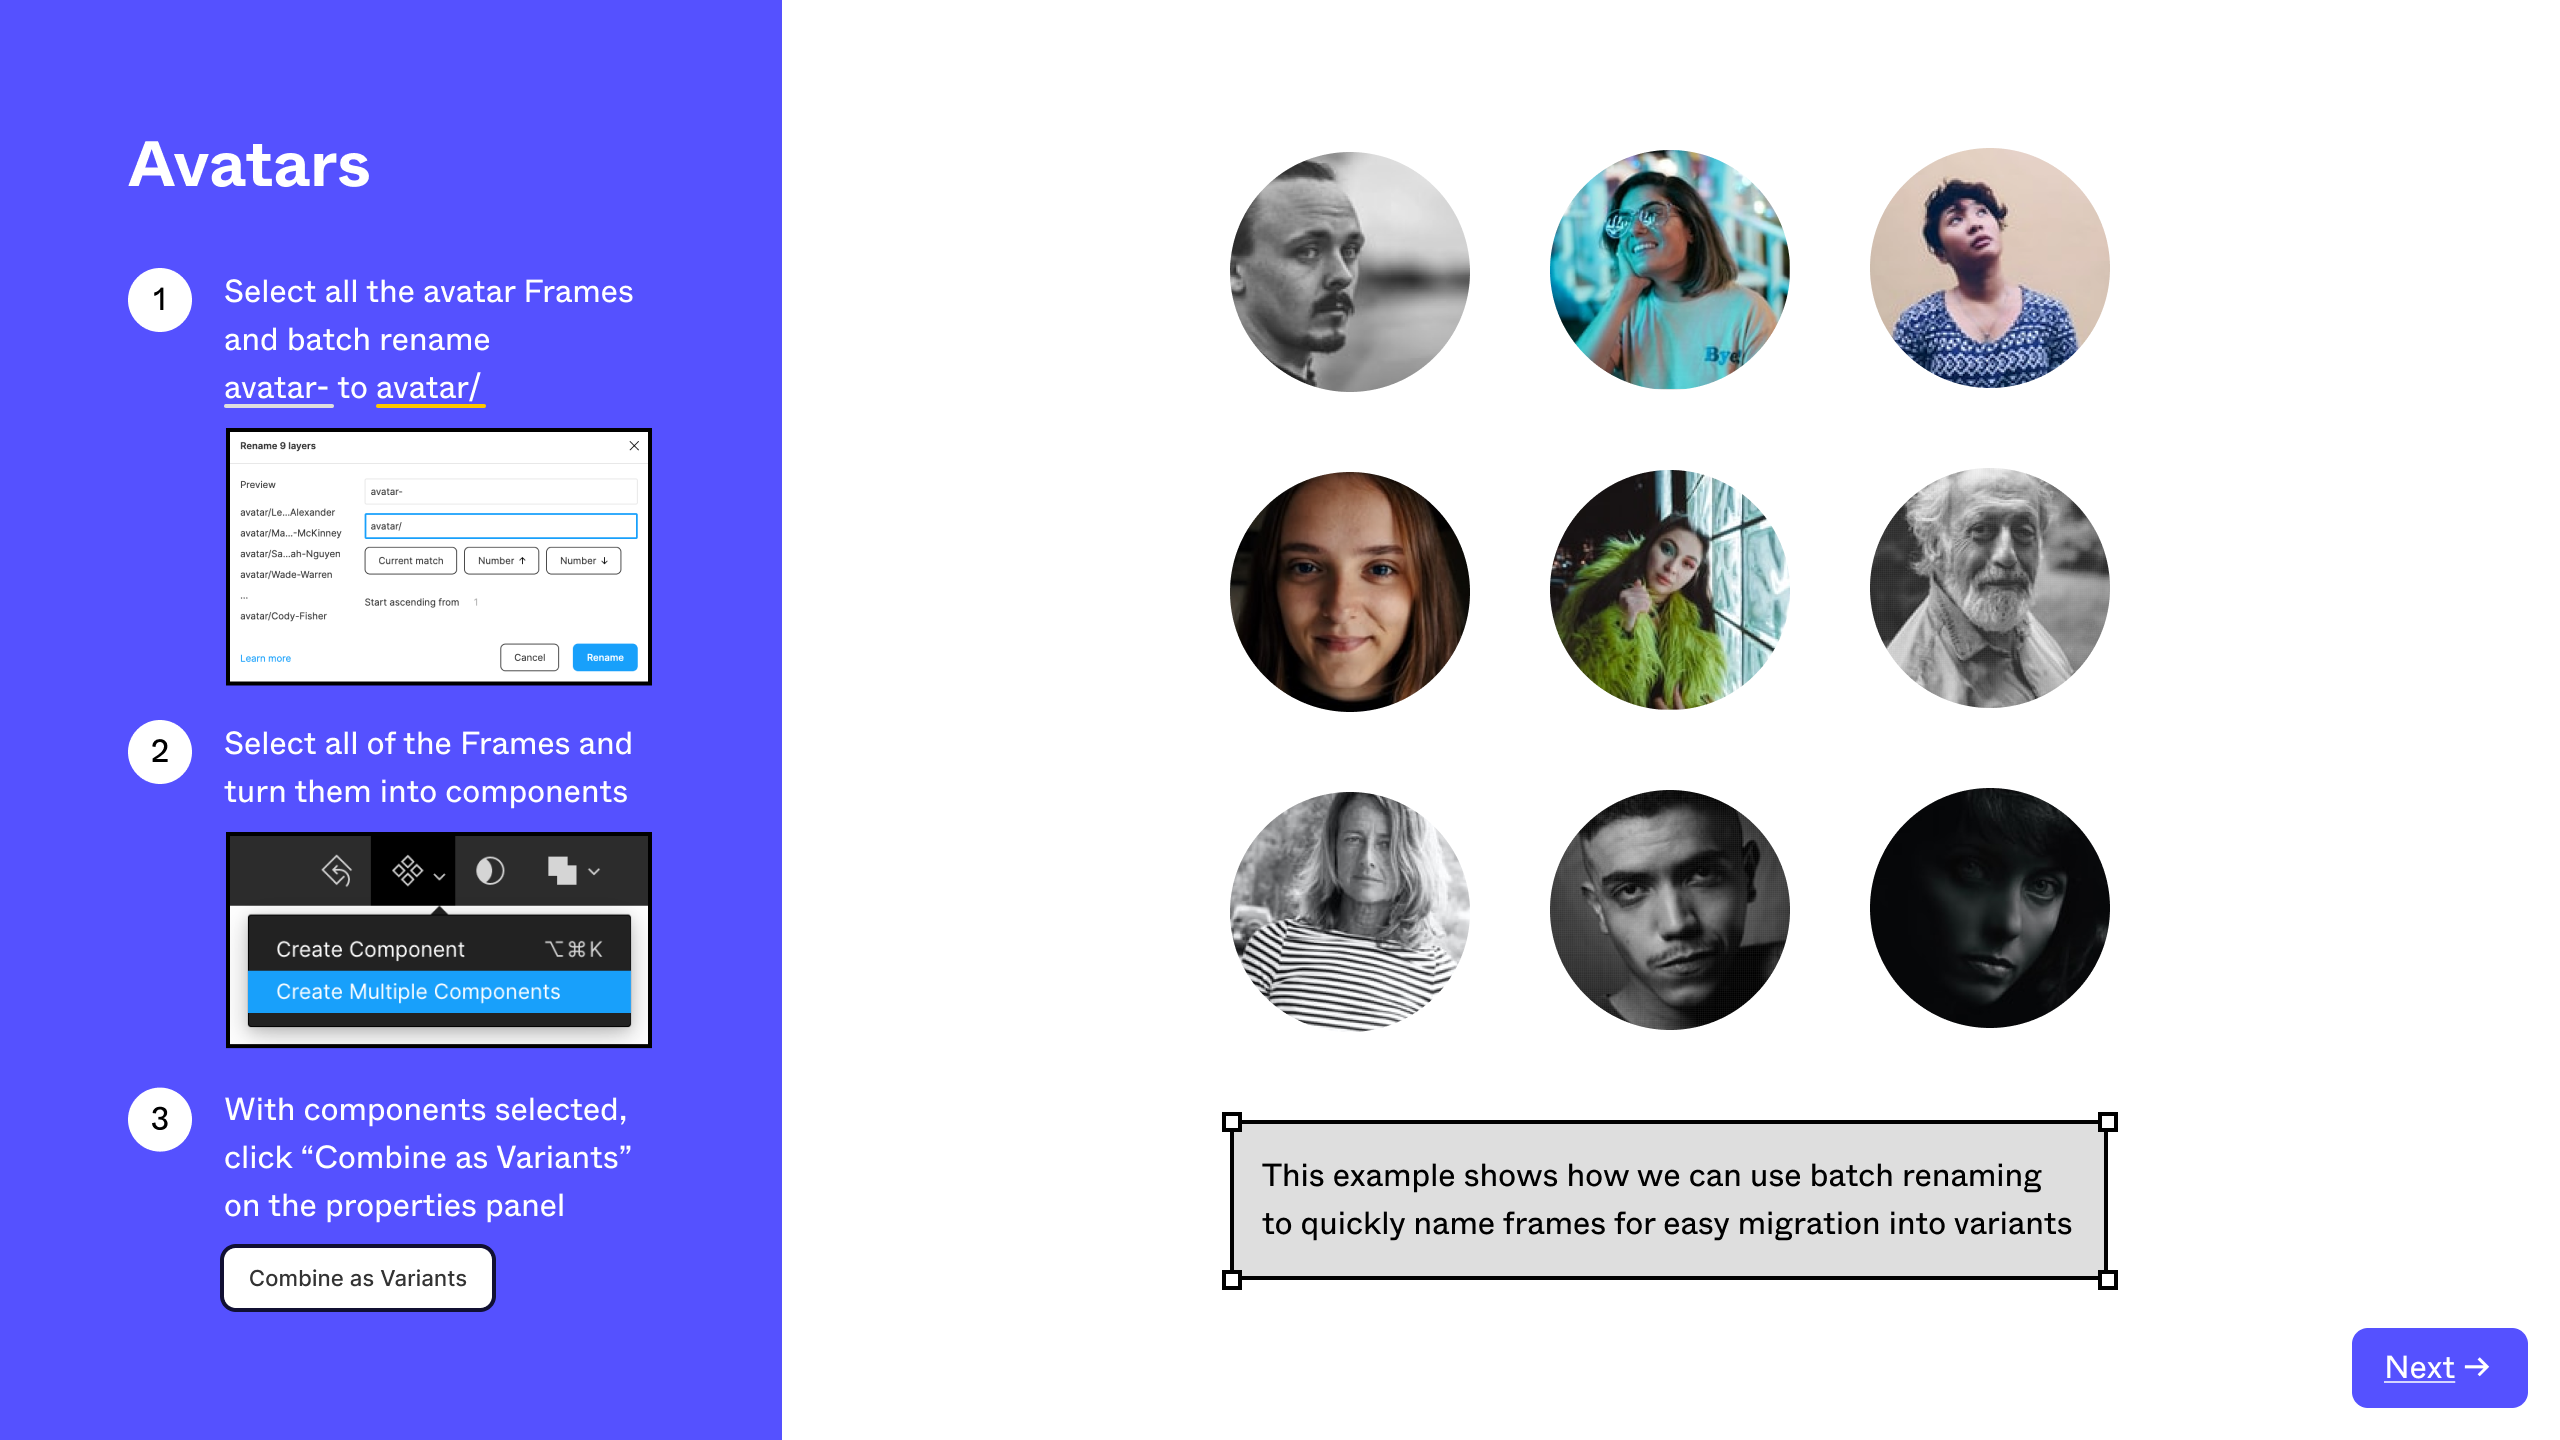 Avatars
1
Select all the avatar Frames
and batch rename
avatar- to avatar/
Rename 9 layers
Preview
avatar-
avatar/Le...Alexander
avatar/
avatar/Ma...-McKinney
avatar/Sa...ah-Nguyen
Current match
Number ↑
Number ↓
avatar/Wade-Warren
...
Start ascending from 1
avatar/Cody-Fisher
Learn more
Cancel
Rename
2
Select all of the Frames and
turn them into components
Create Component ⌥⌘K
Create Multiple Components
3
With components selected,
click “Combine as Variants”
on the properties panel
Combine as Variants
Bye
This example shows how we can use batch renaming
to quickly name frames for easy migration into variants
Next →